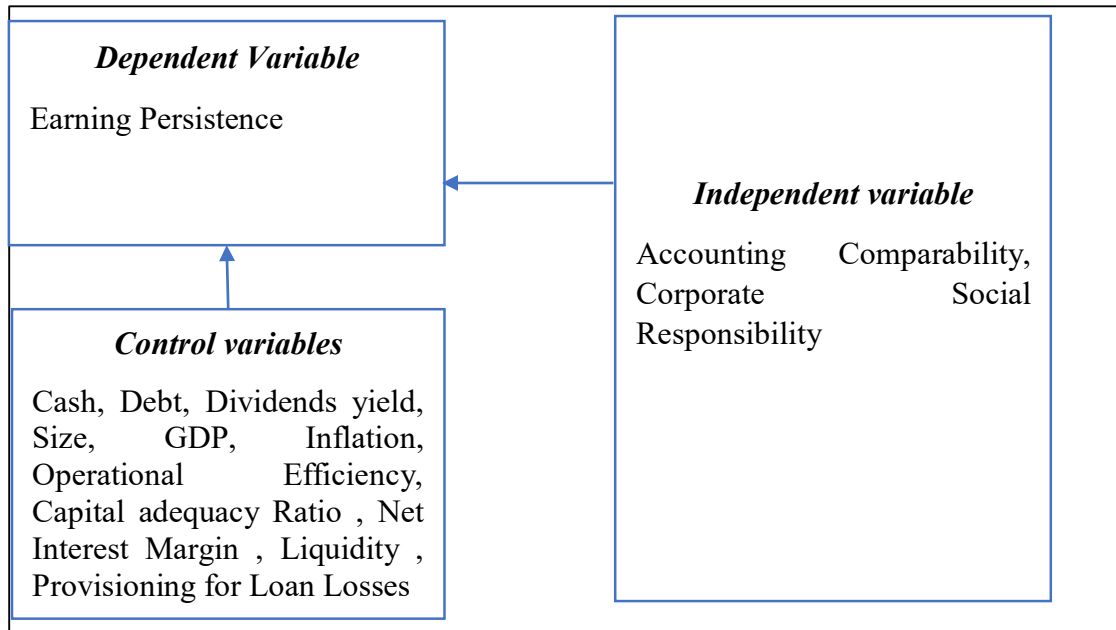 Dependent Variable
Earning Persistence
Independent variable
Accounting Comparability,
Corporate Social
Responsibility
Control variables
Cash, Debt, Dividends yield,
Size, GDP, Inflation,
Operational Efficiency,
Capital adequacy Ratio , Net
Interest Margin , Liquidity ,
Provisioning for Loan Losses